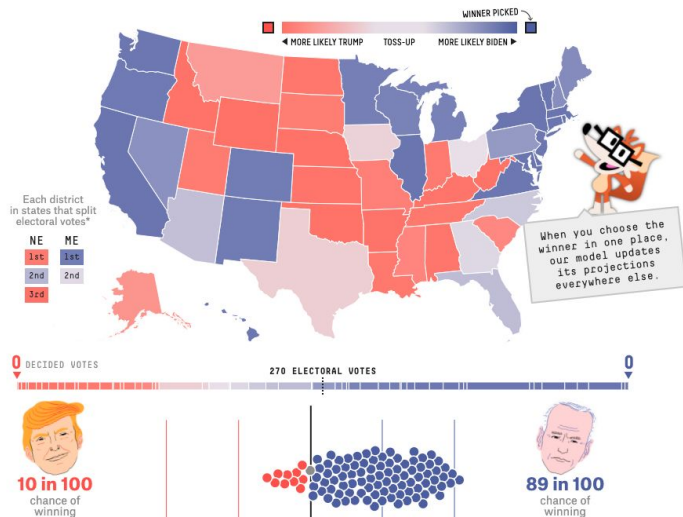 WINNER PICKED
◀ MORE LIKELY TRUMP TOSS-UP MORE LIKELY BIDEN ▶
Each district
in states that split
electoral votes*
NE ME
1st 1st
2nd 2nd
3rd
When you choose the
winner in one place,
our model updates
its projections
everywhere else.
0 DECIDED VOTES 270 ELECTORAL VOTES 0
10 in 100
chance of
winning
89 in 100
chance of
winning